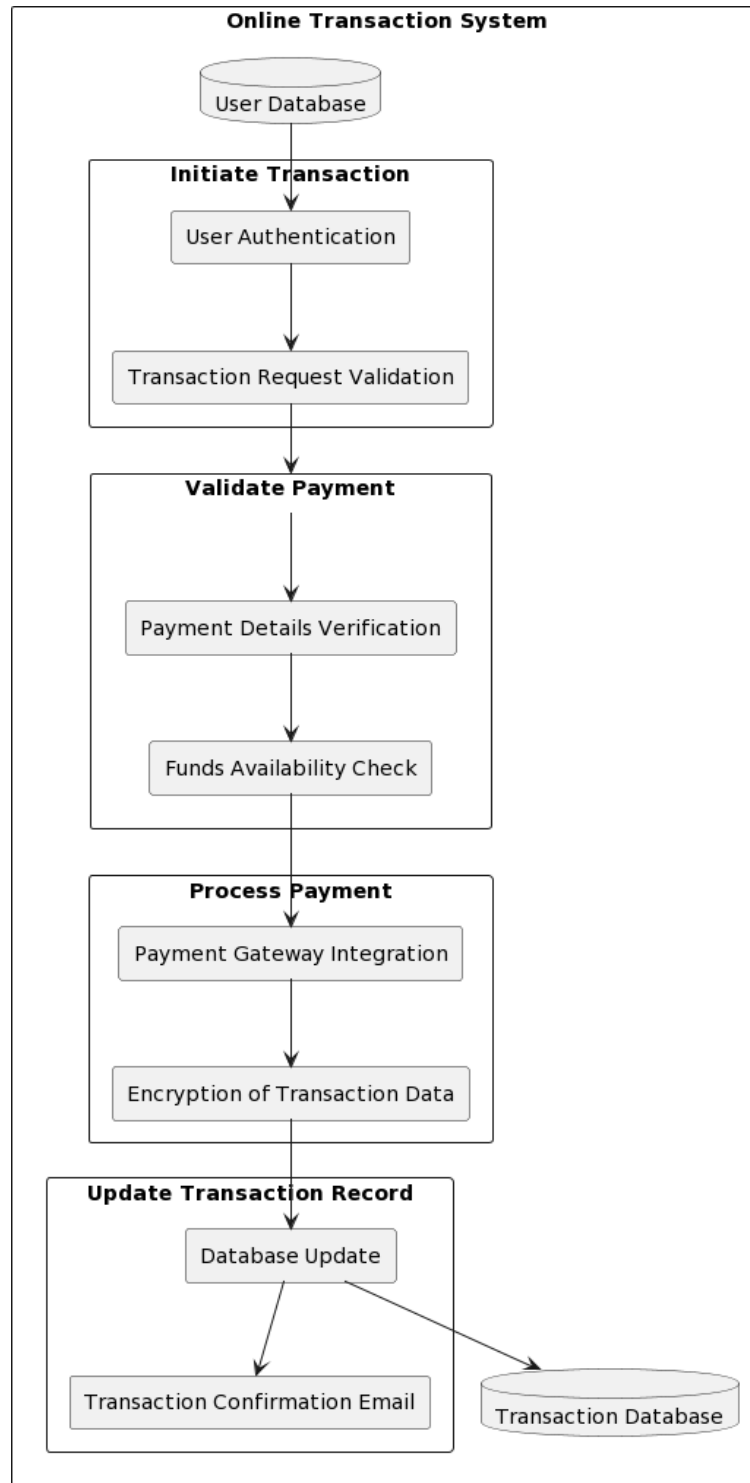 Online Transaction System
User Database
Initiate Transaction
User Authentication
Transaction Request Validation
Validate Payment
Payment Details Verification
Funds Availability Check
Process Payment
Payment Gateway Integration
Encryption of Transaction Data
Update Transaction Record
Database Update
Transaction Confirmation Email
Transaction Database